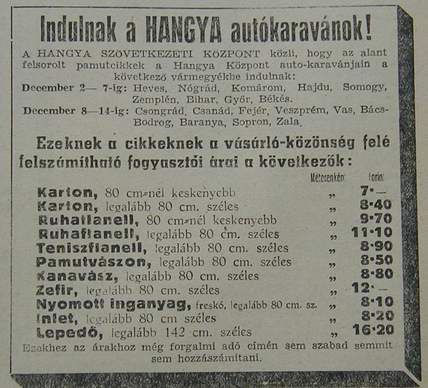 Indulnak a HANGYA autókaravánok!
A HANGYA SZÖVETKEZETI KÖZPONT közli, hogy az alant
felsorolt pamutcikkek a Hangya Központ auto-karavánjain a
következő vármegyékbe indulnak:
December 2— 7-ig: Heves, Nógrád, Komárom, Hajdu, Somogy,
Zemplén, Bihar, Győr, Békés.
December 8—14-ig: Csongrád, Csanád, Fejér, Veszprém, Vas, Bács-
Bodrog, Baranya, Sopron, Zala.
Ezeknek a cikkeknek a vásárló-közönség felé
felszámítható fogyasztói árai a következők:
Méterenként forint
Karton, 80 cm-nél keskenyebb „ 7·—
Karton, legalább 80 cm. széles „ 8·40
Ruhaflanell, 80 cm-nél keskenyebb „ 9·70
Ruhaflanell, legalább 80 cm. széles „ 11·10
Teniszflanell, legalább 80 cm. széles „ 8·90
Pamutvászon, legalább 80 cm. széles „ 8·50
Kanavász, legalább 80 cm. széles „ 8·80
Zefir, legalább 80 cm. széles „ 12·—
Nyomott inganyag, freskó, legalább 80 cm. sz. „ 8·10
Inlet, legalább 80 cm. széles „ 8·20
Lepedő, legalább 142 cm. széles „ 16·20
Ezekhez az árakhoz még forgalmi adó címén sem szabad semmit
sem hozzászámítani.